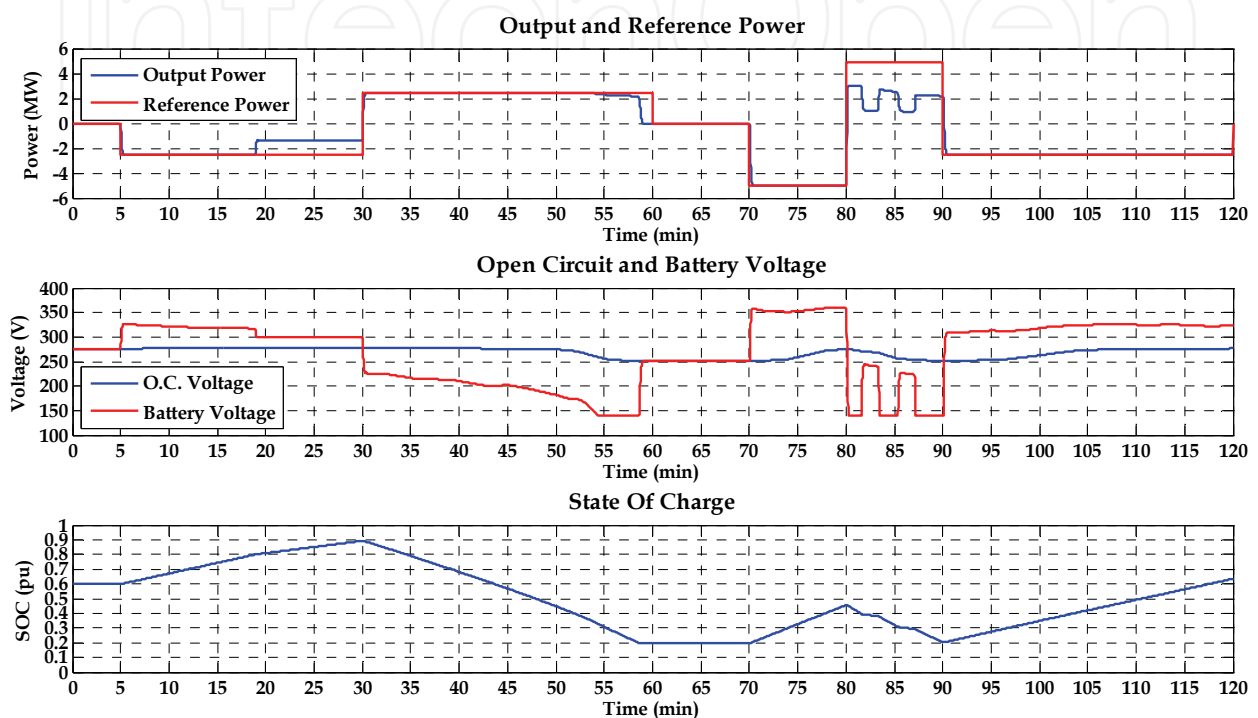 Output and Reference Power
6
4
2
0
-2
-4
-6
Power (MW)
Output Power
Reference Power
0 5 10 15 20 25 30 35 40 45 50 55 60 65 70 75 80 85 90 95 100 105 110 115 120
Time (min)
Open Circuit and Battery Voltage
400
350
300
250
200
150
100
Voltage (V)
O.C. Voltage
Battery Voltage
0 5 10 15 20 25 30 35 40 45 50 55 60 65 70 75 80 85 90 95 100 105 110 115 120
Time (min)
State Of Charge
1
0.9
0.8
0.7
0.6
0.5
0.4
0.3
0.2
0.1
0
SOC (pu)
0 5 10 15 20 25 30 35 40 45 50 55 60 65 70 75 80 85 90 95 100 105 110 115 120
Time (min)